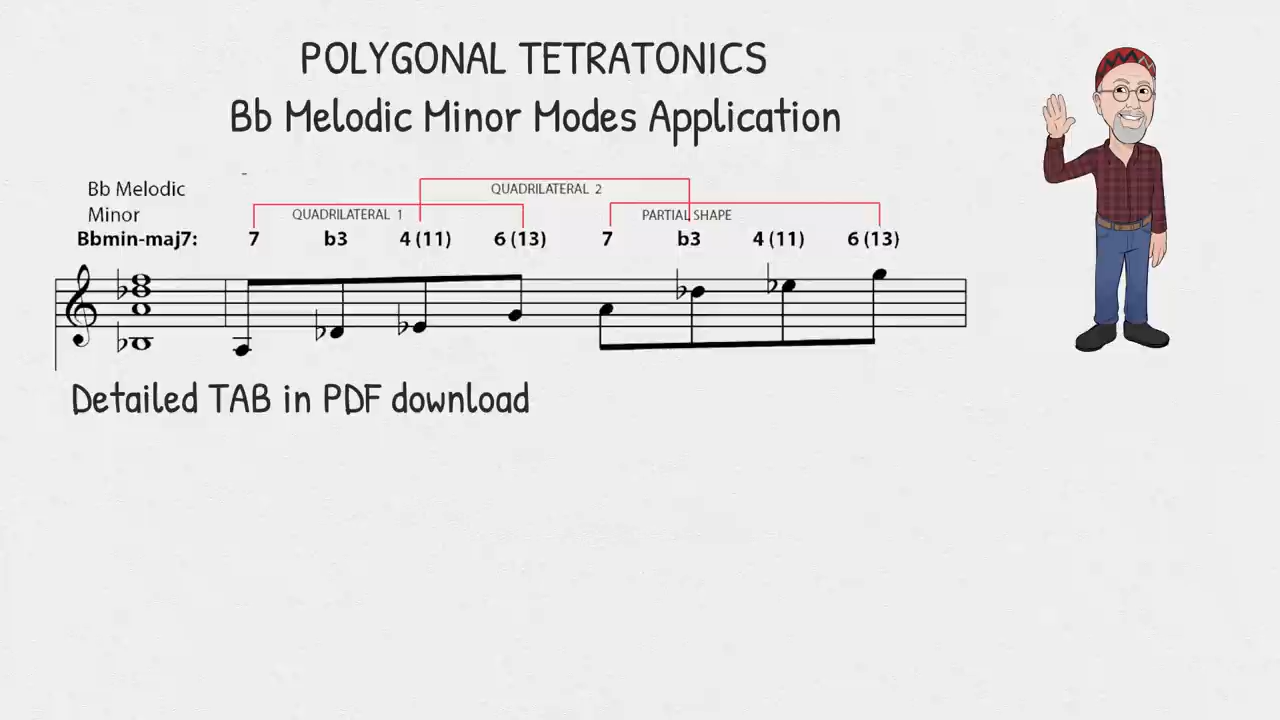 POLYGONAL TETRATONICS
Bb Melodic Minor Modes Application
Bb Melodic
Minor
QUADRILATERAL 2
QUADRILATERAL 1
PARTIAL SHAPE
Bbmin-maj7: 7 b3 4 (11) 6 (13) 7 b3 4 (11) 6 (13)
Detailed TAB in PDF download